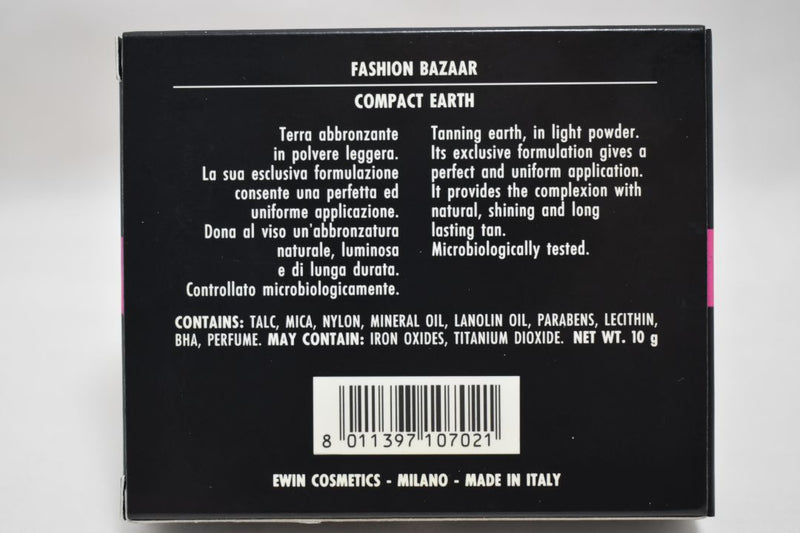 FASHION BAZAAR
COMPACT EARTH
Terra abbronzante
in polvere leggera.
La sua esclusiva formulazione
consente una perfetta ed
uniforme applicazione.
Dona al viso un'abbronzatura
naturale, luminosa
e di lunga durata.
Controllato microbiologicamente.
Tanning earth, in light powder.
Its exclusive formulation gives a
perfect and uniform application.
It provides the complexion with
natural, shining and long
lasting tan.
Microbiologically tested.
CONTAINS: TALC, MICA, NYLON, MINERAL OIL, LANOLIN OIL, PARABENS, LECITHIN,
BHA, PERFUME. MAY CONTAIN: IRON OXIDES, TITANIUM DIOXIDE. NET WT. 10 g
8 011397 107021
EWIN COSMETICS - MILANO - MADE IN ITALY